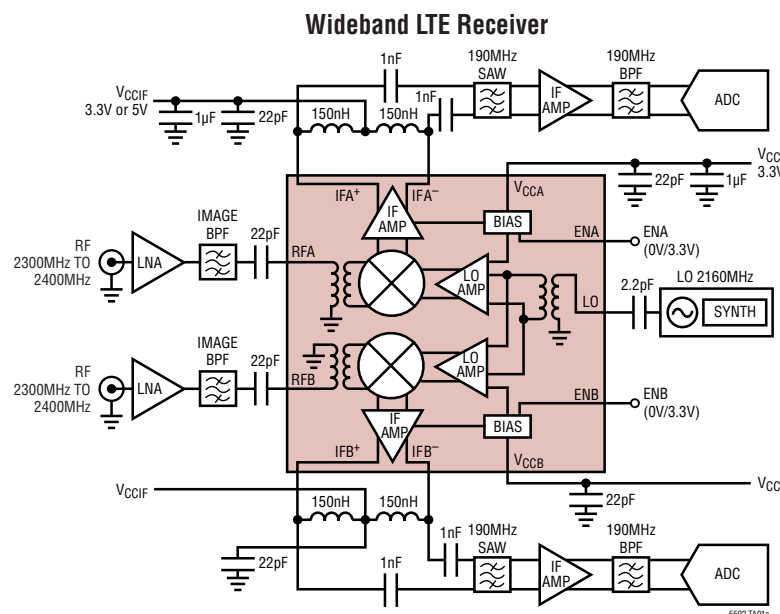 Wideband LTE Receiver
1nF
190MHz
SAW
190MHz
BPF
VCCIF
3.3V or 5V
1µF
22pF
150nH
150nH
1nF
IF
AMP
ADC
IFA+
IFA–
VCCA
VCC
3.3V
22pF
1µF
IF
AMP
BIAS
ENA
ENA
(0V/3.3V)
RF
2300MHz TO
2400MHz
LNA
IMAGE
BPF
22pF
RFA
LO
AMP
LO
2.2pF
LO 2160MHz
SYNTH
RF
2300MHz TO
2400MHz
LNA
IMAGE
BPF
22pF
RFB
LO
AMP
ENB
ENB
(0V/3.3V)
IF
AMP
BIAS
IFB+
IFB–
VCCB
VCC
22pF
VCCIF
150nH
150nH
22pF
1nF
1nF
190MHz
SAW
IF
AMP
190MHz
BPF
ADC
5592 TA01a